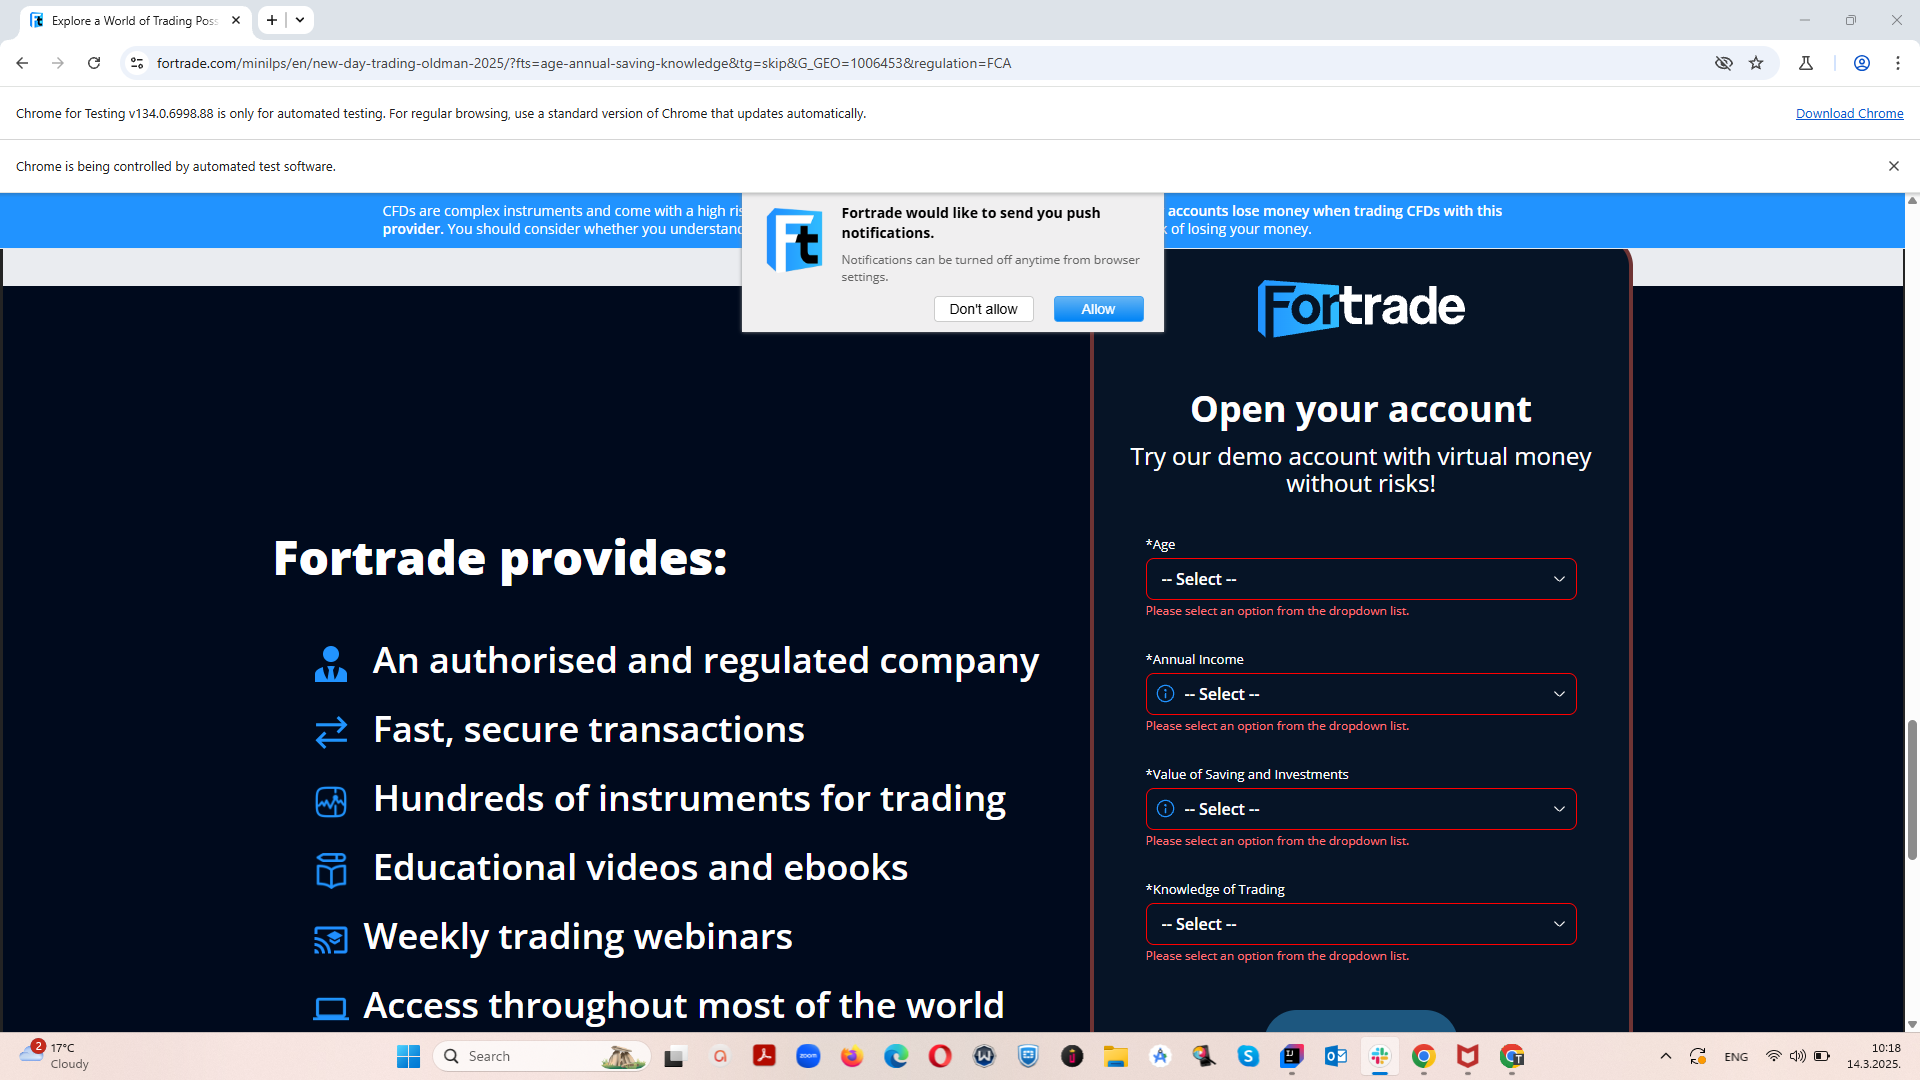 Explore a World of Trading Poss
fortrade.com/minilps/en/new-day-trading-oldman-2025/?fts=age-annual-saving-knowledge&tg=skip&G_GEO=1006453&regulation=FCA
Chrome for Testing v134.0.6998.88 is only for automated testing. For regular browsing, use a standard version of Chrome that updates automatically.
Download Chrome
Chrome is being controlled by automated test software.
CFDs are complex instruments and come with a high ris
accounts lose money when trading CFDs with this
provider. You should consider whether you understand
of losing your money.
Ft
Fortrade would like to send you push
notifications.
Notifications can be turned off anytime from browser
settings.
Don't allow
Allow
Fortrade
Open your account
Try our demo account with virtual money
without risks!
*Age
-- Select --
Please select an option from the dropdown list.
*Annual Income
-- Select --
Please select an option from the dropdown list.
*Value of Saving and Investments
-- Select --
Please select an option from the dropdown list.
*Knowledge of Trading
-- Select --
Please select an option from the dropdown list.
Fortrade provides:
An authorised and regulated company
Fast, secure transactions
Hundreds of instruments for trading
Educational videos and ebooks
Weekly trading webinars
Access throughout most of the world
2
17°C
Cloudy
Search
zoom
ENG
10:18
14.3.2025.